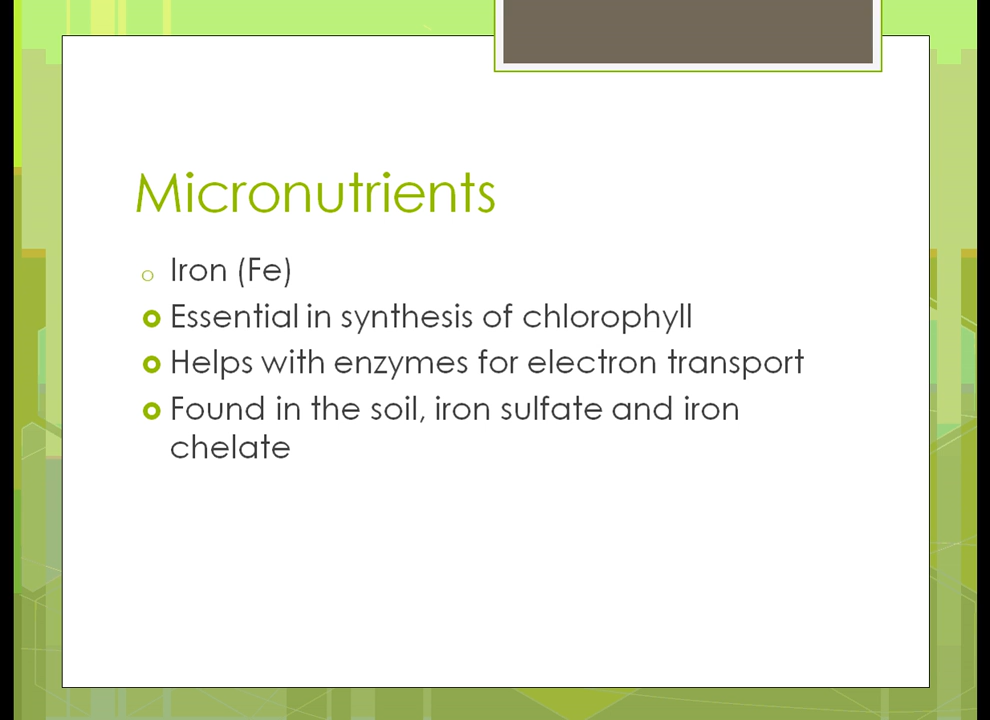 Micronutrients
Iron (Fe)
Essential in synthesis of chlorophyll
Helps with enzymes for electron transport
Found in the soil, iron sulfate and iron
chelate